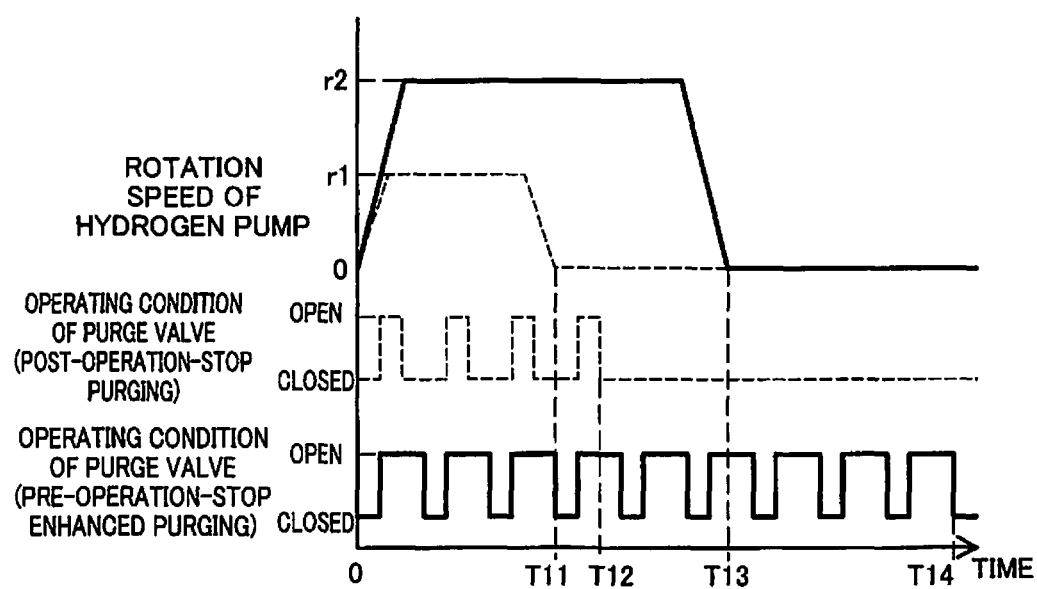 r2
r1
ROTATION
SPEED OF
HYDROGEN PUMP
0
OPERATING CONDITION
OF PURGE VALVE
(POST-OPERATION-STOP
PURGING)
OPEN
CLOSED
OPERATING CONDITION
OF PURGE VALVE
(PRE-OPERATION-STOP
ENHANCED PURGING)
OPEN
CLOSED
0 T11 T12 T13 T14 TIME